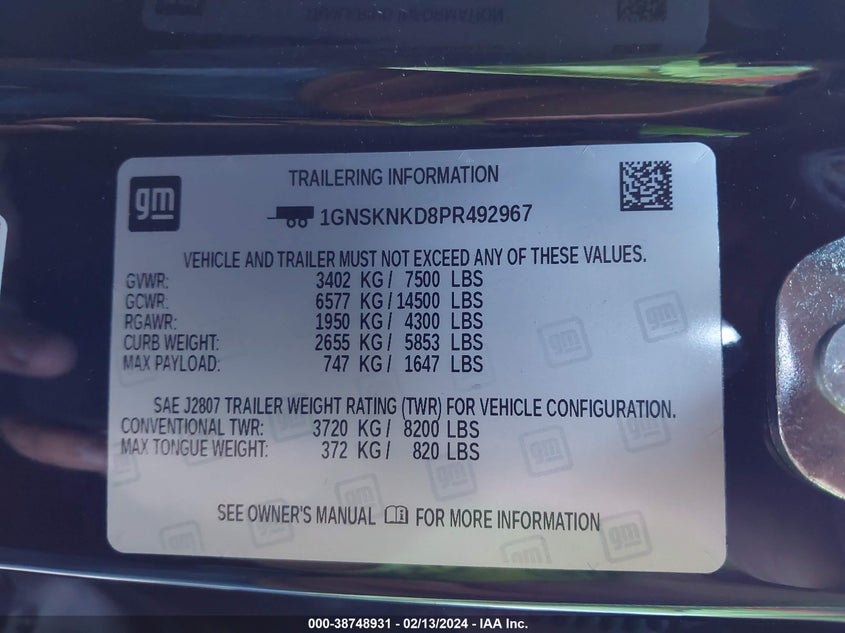 TRAILERING INFORMATION
gm
1GNSKNKD8PR492967
VEHICLE AND TRAILER MUST NOT EXCEED ANY OF THESE VALUES.
GVWR: 3402 KG / 7500 LBS
GCWR: 6577 KG / 14500 LBS
RGAWR: 1950 KG / 4300 LBS
CURB WEIGHT: 2655 KG / 5853 LBS
MAX PAYLOAD: 747 KG / 1647 LBS
SAE J2807 TRAILER WEIGHT RATING (TWR) FOR VEHICLE CONFIGURATION.
CONVENTIONAL TWR: 3720 KG / 8200 LBS
MAX TONGUE WEIGHT: 372 KG / 820 LBS
SEE OWNER'S MANUAL FOR MORE INFORMATION
000-38748931 - 02/13/2024 - IAA Inc.